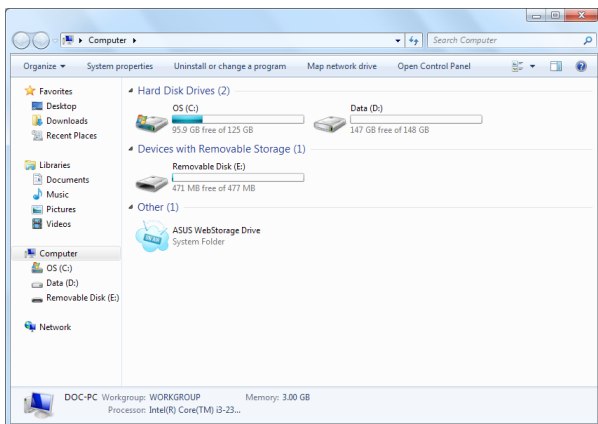 Computer
Search Computer
Organize
System properties
Uninstall or change a program
Map network drive
Open Control Panel
Favorites
Desktop
Downloads
Recent Places
Libraries
Documents
Music
Pictures
Videos
Computer
OS (C:)
Data (D:)
Removable Disk (E:)
Network
Hard Disk Drives (2)
OS (C:)
95.9 GB free of 125 GB
Data (D:)
147 GB free of 148 GB
Devices with Removable Storage (1)
Removable Disk (E:)
471 MB free of 477 MB
Other (1)
ASUS WebStorage Drive
System Folder
DOC-PC Workgroup: WORKGROUP Memory: 3.00 GB
Processor: Intel(R) Core(TM) i3-23...